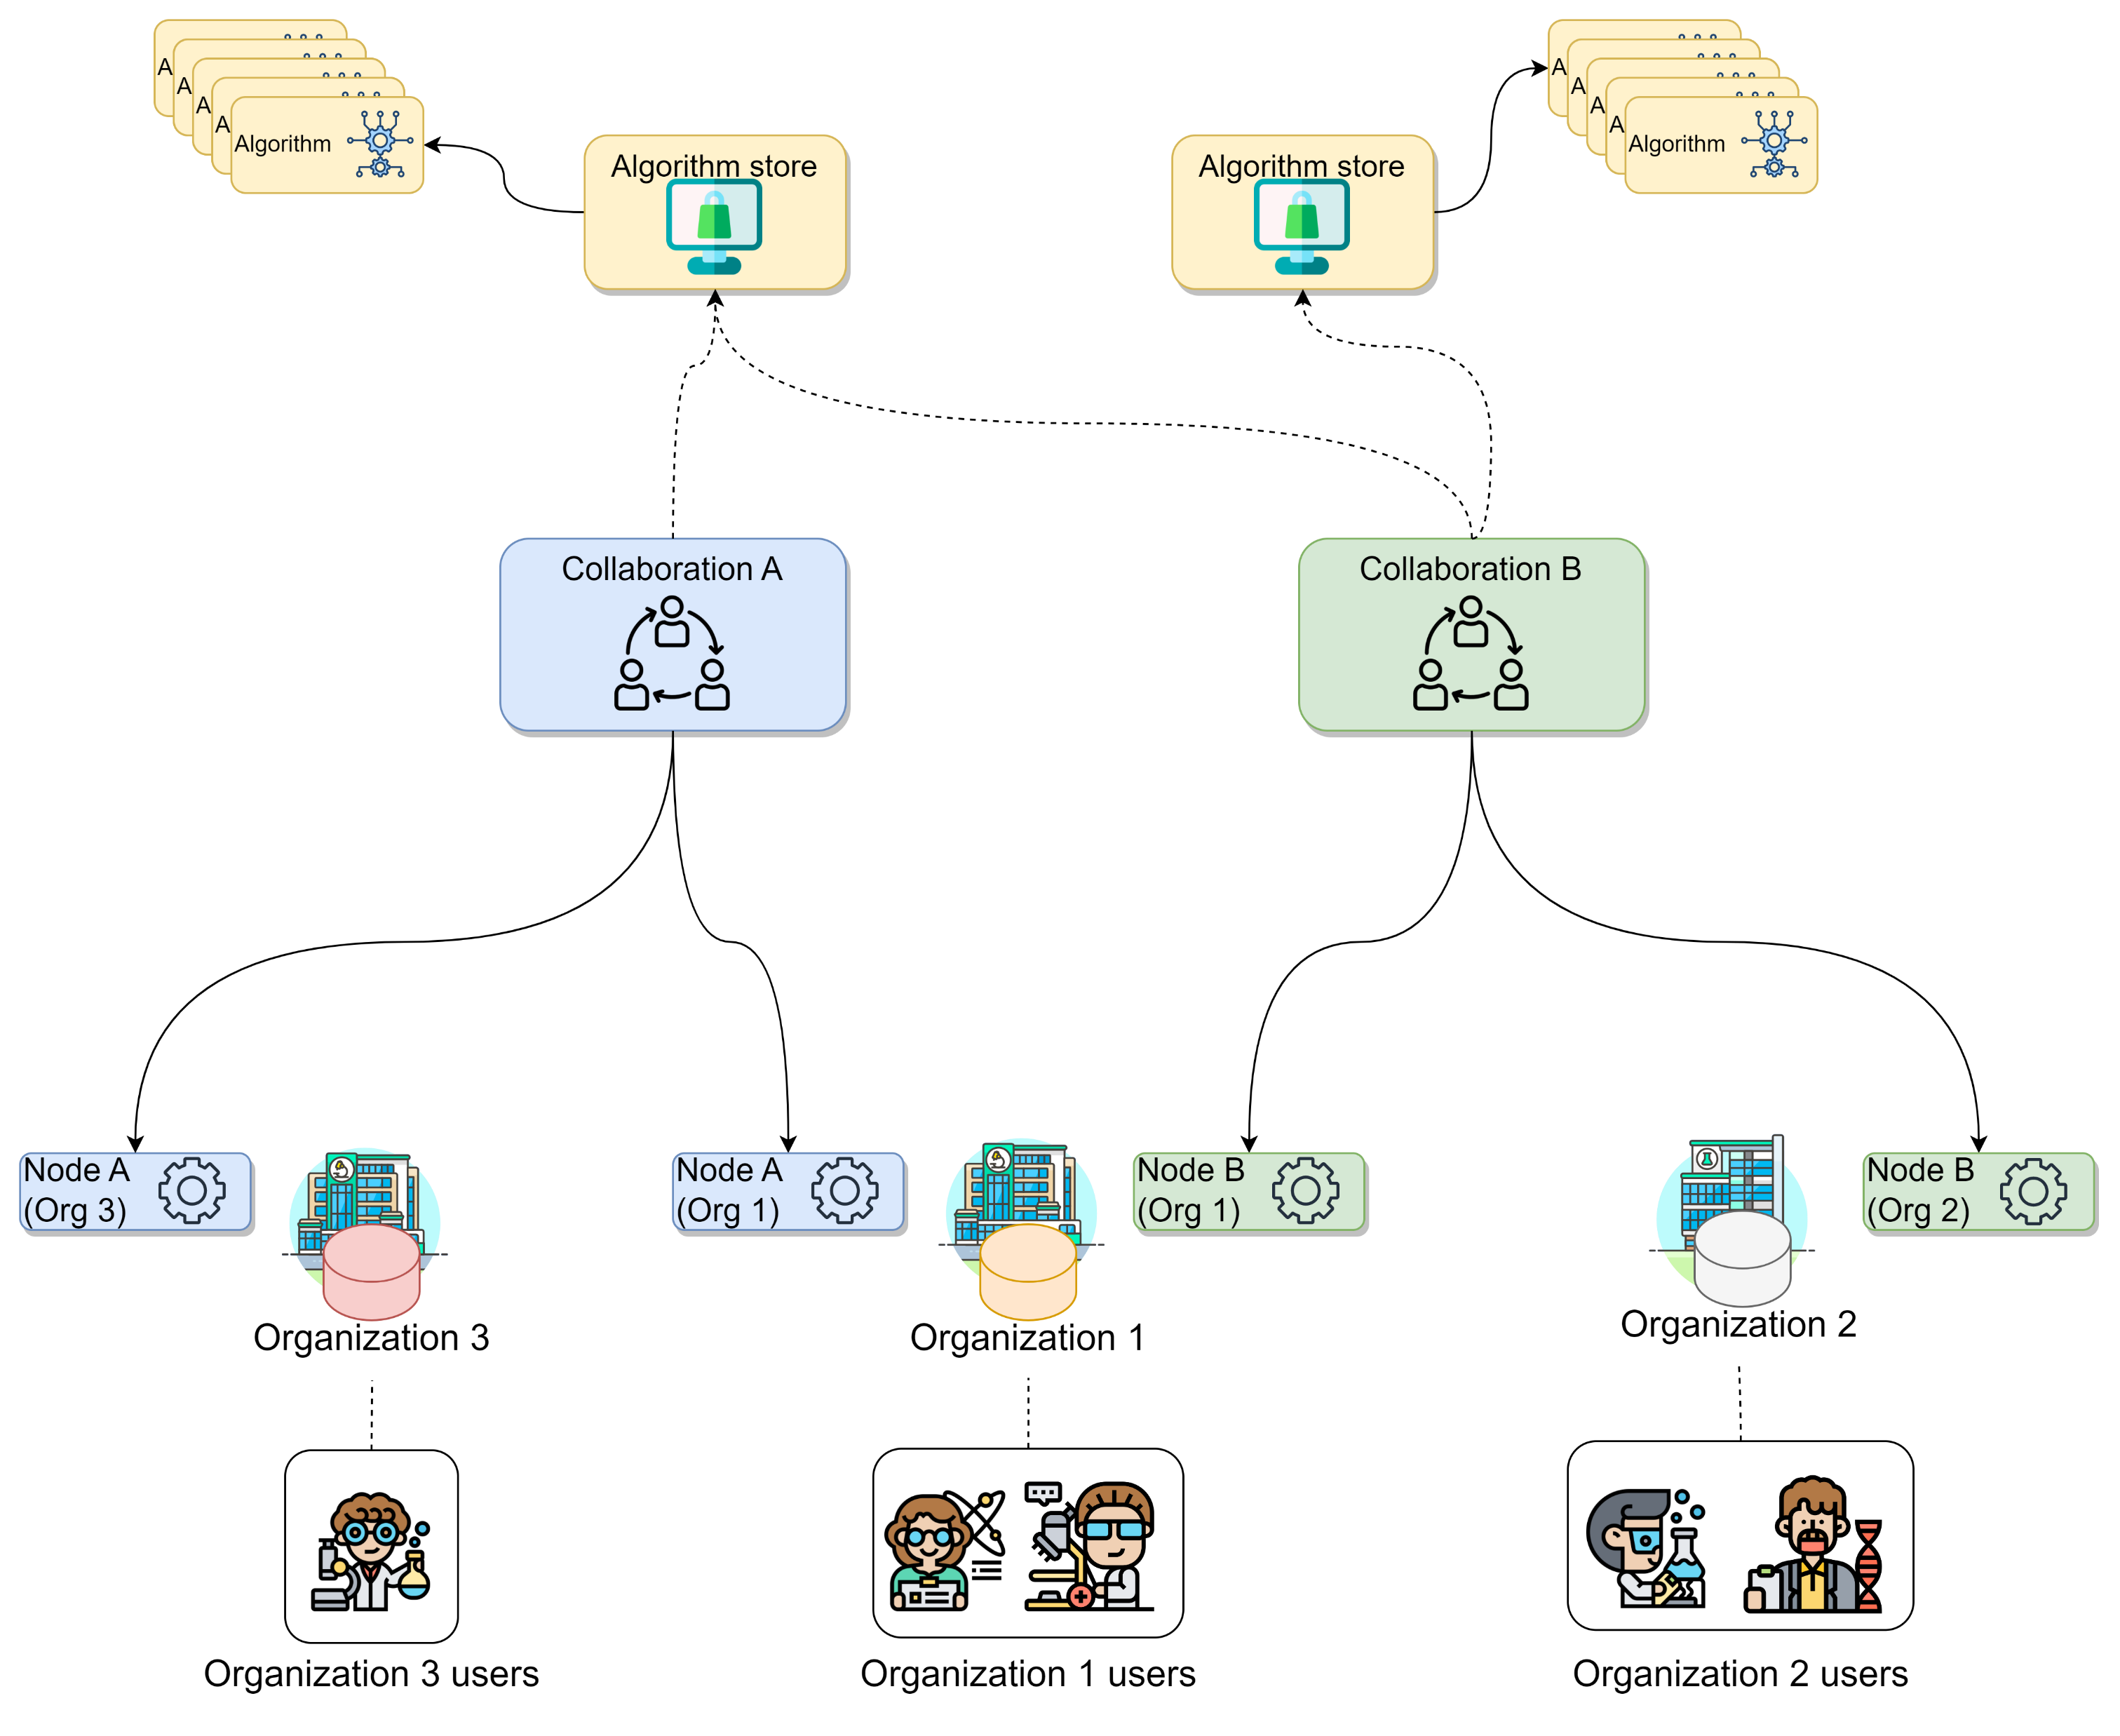 A
A
A
A
Algorithm
Algorithm store
Algorithm store
A
A
A
A
Algorithm
Collaboration A
Collaboration B
Node A
(Org 3)
Node A
(Org 1)
Node B
(Org 1)
Node B
(Org 2)
Organization 3
Organization 1
Organization 2
Organization 3 users
Organization 1 users
Organization 2 users